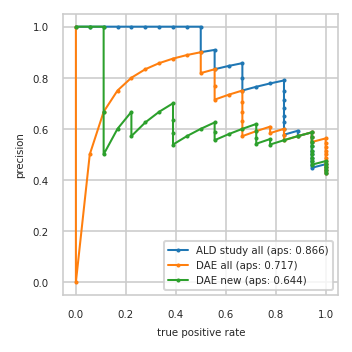 1.0
0.8
0.6
0.4
0.2
0.0
precision
0.0 0.2 0.4 0.6 0.8 1.0
true positive rate
ALD study all (aps: 0.866)
DAE all (aps: 0.717)
DAE new (aps: 0.644)